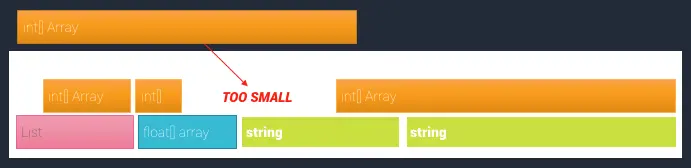 int[] Array
int[] Array
int[]
TOO SMALL
int[] Array
List
float[] array
string
string